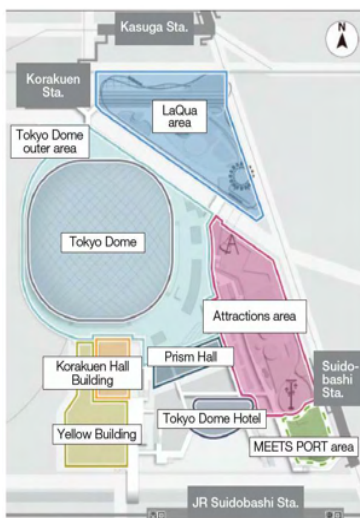 Kasuga Sta.
N
Korakuen
Sta.
LaQua
area
Tokyo Dome
outer area
Tokyo Dome
Attractions area
Prism Hall
Korakuen Hall
Building
Suido-
bashi
Sta.
Tokyo Dome Hotel
Yellow Building
MEETS PORT area
JR Suidobashi Sta.